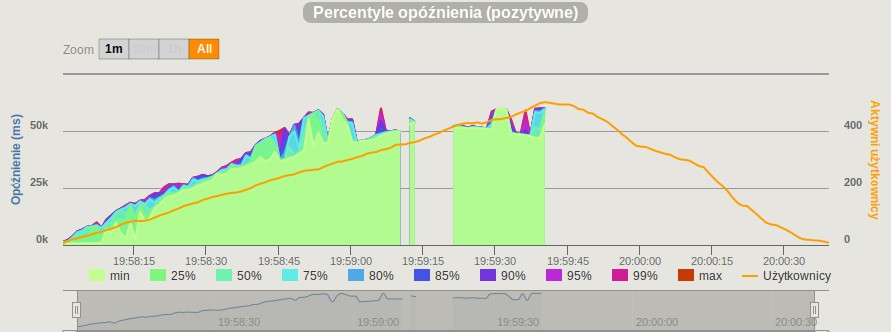 Percentyle opóźnienia (pozytywne)
Zoom 1m 10m 1h All
Opóźnienie (ms)
50k
25k
0k
400
200
0
Aktywni użytkownicy
19:58:15 19:58:30 19:58:45 19:59:00 19:59:15 19:59:30 19:59:45 20:00:00 20:00:15 20:00:30
min 25% 50% 75% 80% 85% 90% 95% 99% max Użytkownicy
19:58:30 19:59:00 19:59:30 20:00:00 20:00:30